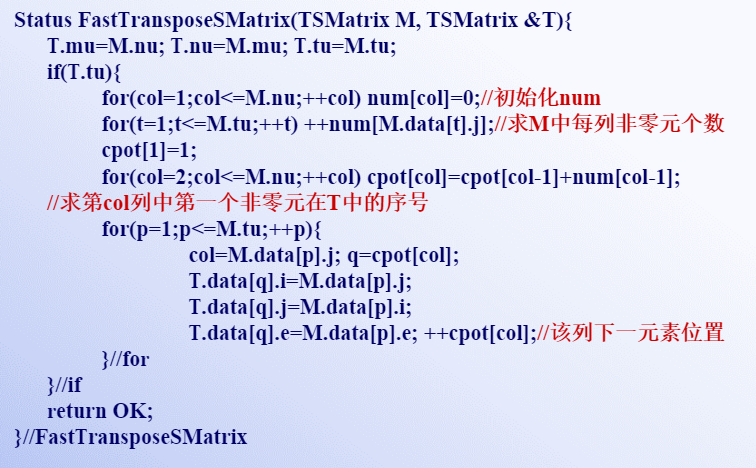 Status FastTransposeSMatrix(TSMatrix M, TSMatrix &T){
T.mu=M.nu; T.nu=M.mu; T.tu=M.tu;
if(T.tu){
for(col=1;col<=M.nu;++col) num[col]=0;//初始化num
for(t=1;t<=M.tu;++t) ++num[M.data[t].j];//求M中每列非零元个数
cpot[1]=1;
for(col=2;col<=M.nu;++col) cpot[col]=cpot[col-1]+num[col-1];
//求第col列中第一个非零元在T中的序号
for(p=1;p<=M.tu;++p){
col=M.data[p].j; q=cpot[col];
T.data[q].i=M.data[p].j;
T.data[q].j=M.data[p].i;
T.data[q].e=M.data[p].e; ++cpot[col];//该列下一元素位置
}//for
}//if
return OK;
}//FastTransposeSMatrix